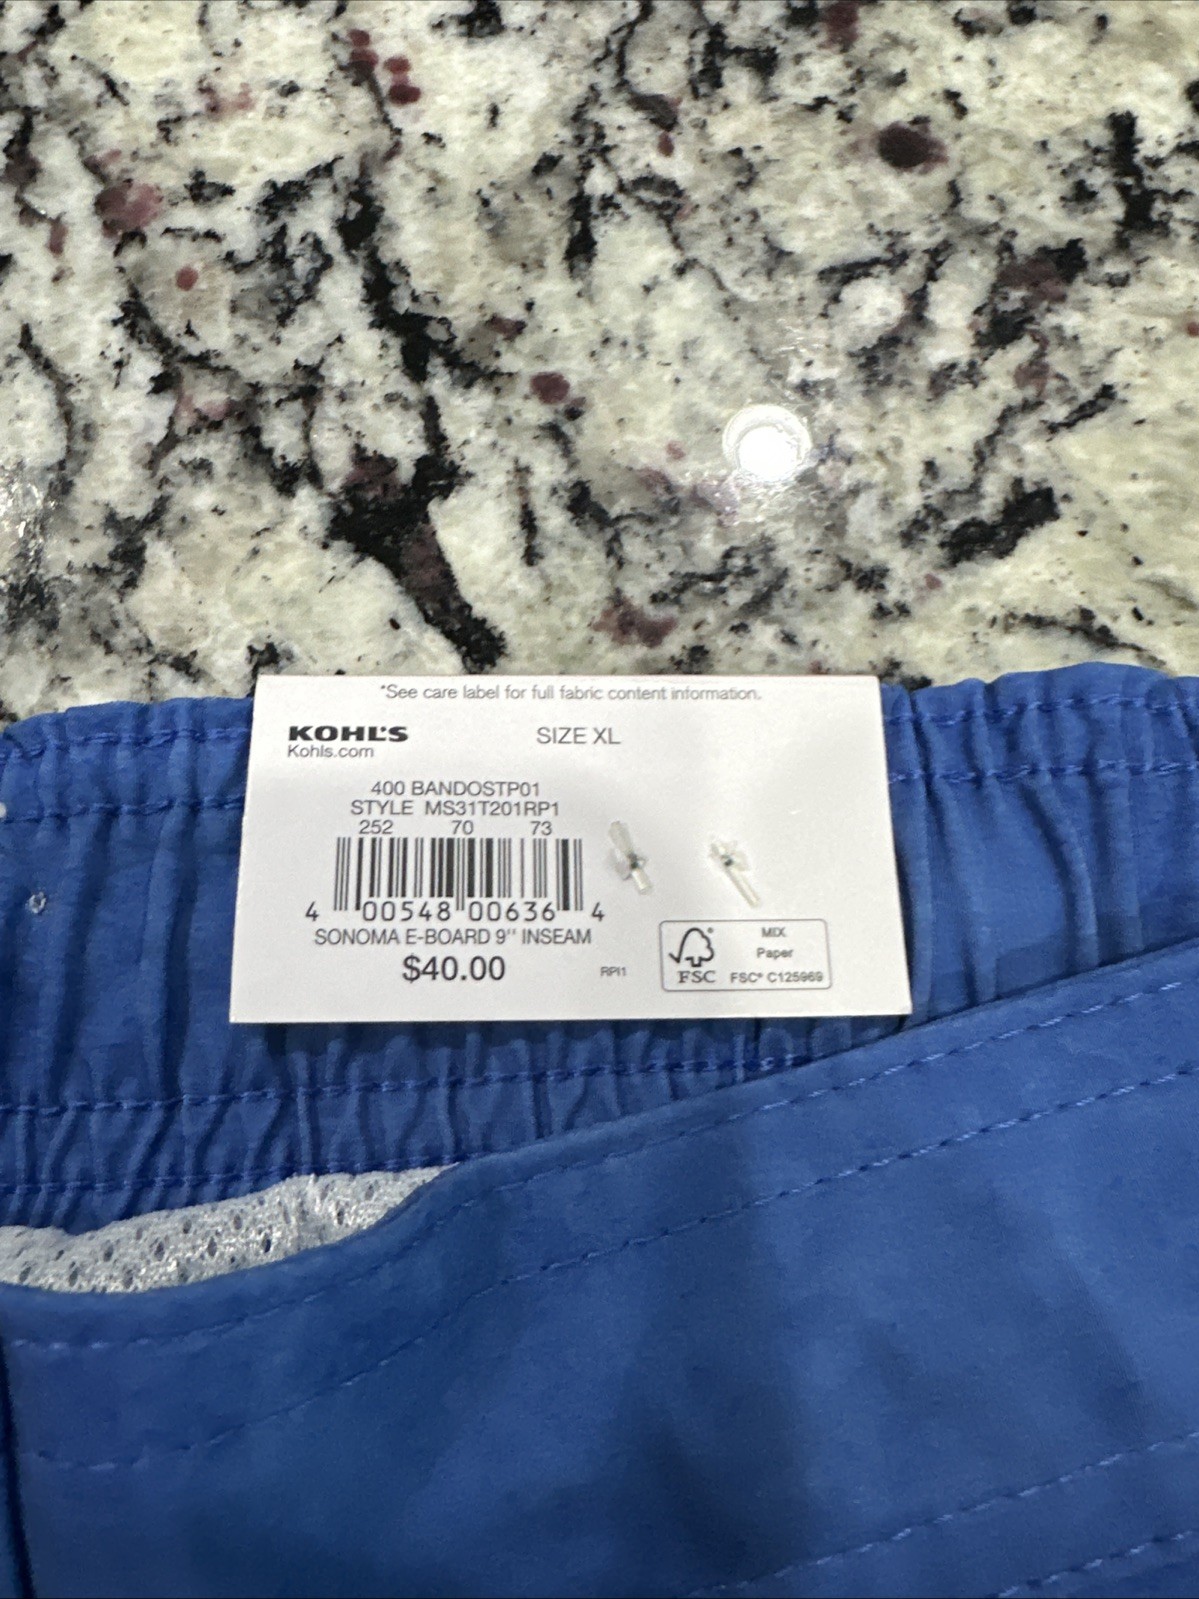 *See care label for full fabric content information.
KOHL'S
Kohls.com
SIZE XL
400 BANDOSTP01
STYLE MS31T201RP1
252 70 73
4 00548 00636 4
SONOMA E-BOARD 9" INSEAM
$40.00
RPI1
FSC®
MIX
Paper
FSC® C125969